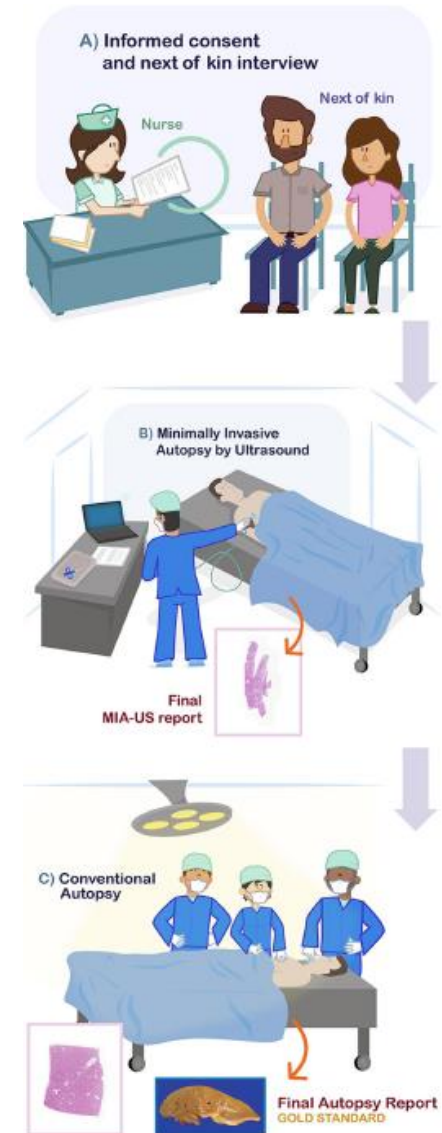 A) Informed consent
and next of kin interview
Next of kin
Nurse
B) Minimally Invasive
Autopsy by Ultrasound
Final
MIA-US report
C) Conventional
Autopsy
Final Autopsy Report
GOLD STANDARD